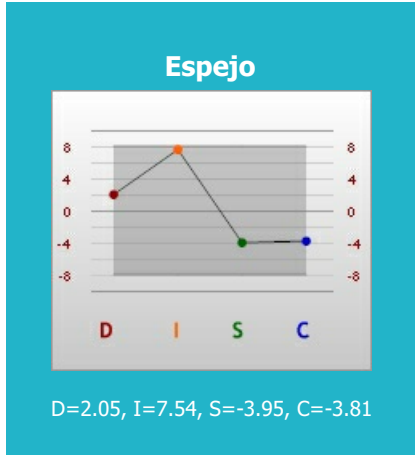 Espejo
8 8
4 4
0 0
-4 -4
-8 -8
D I S C
D=2.05, I=7.54, S=-3.95, C=-3.81